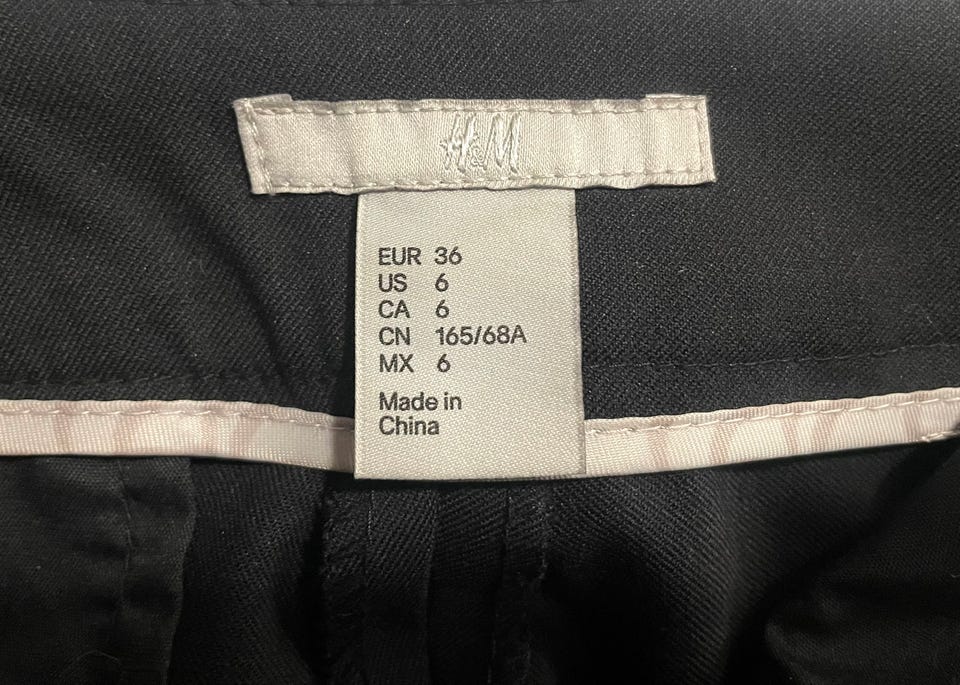 H&M
EUR 36
US 6
CA 6
CN 165/68A
MX 6
Made in
China